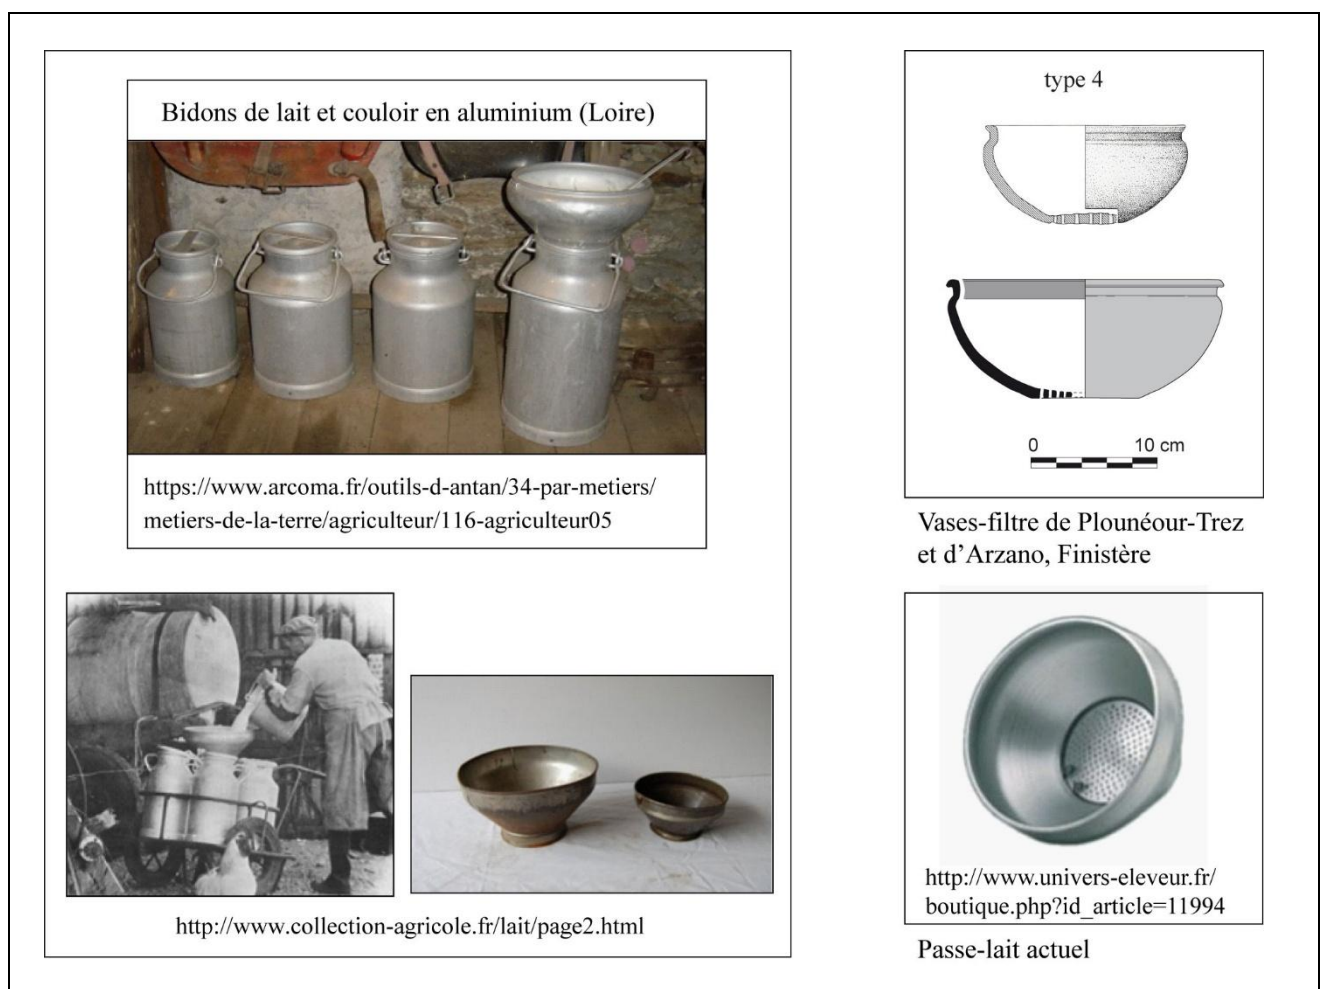 Bidons de lait et couloir en aluminium (Loire)
https://www.arcoma.fr/outils-d-antan/34-par-metiers/
metiers-de-la-terre/agriculteur/116-agriculteur05
http://www.collection-agricole.fr/lait/page2.html
type 4
0 10 cm
Vases-filtre de Plounéour-Trez
et d'Arzano, Finistère
http://www.univers-eleveur.fr/
boutique.php?id_article=11994
Passe-lait actuel